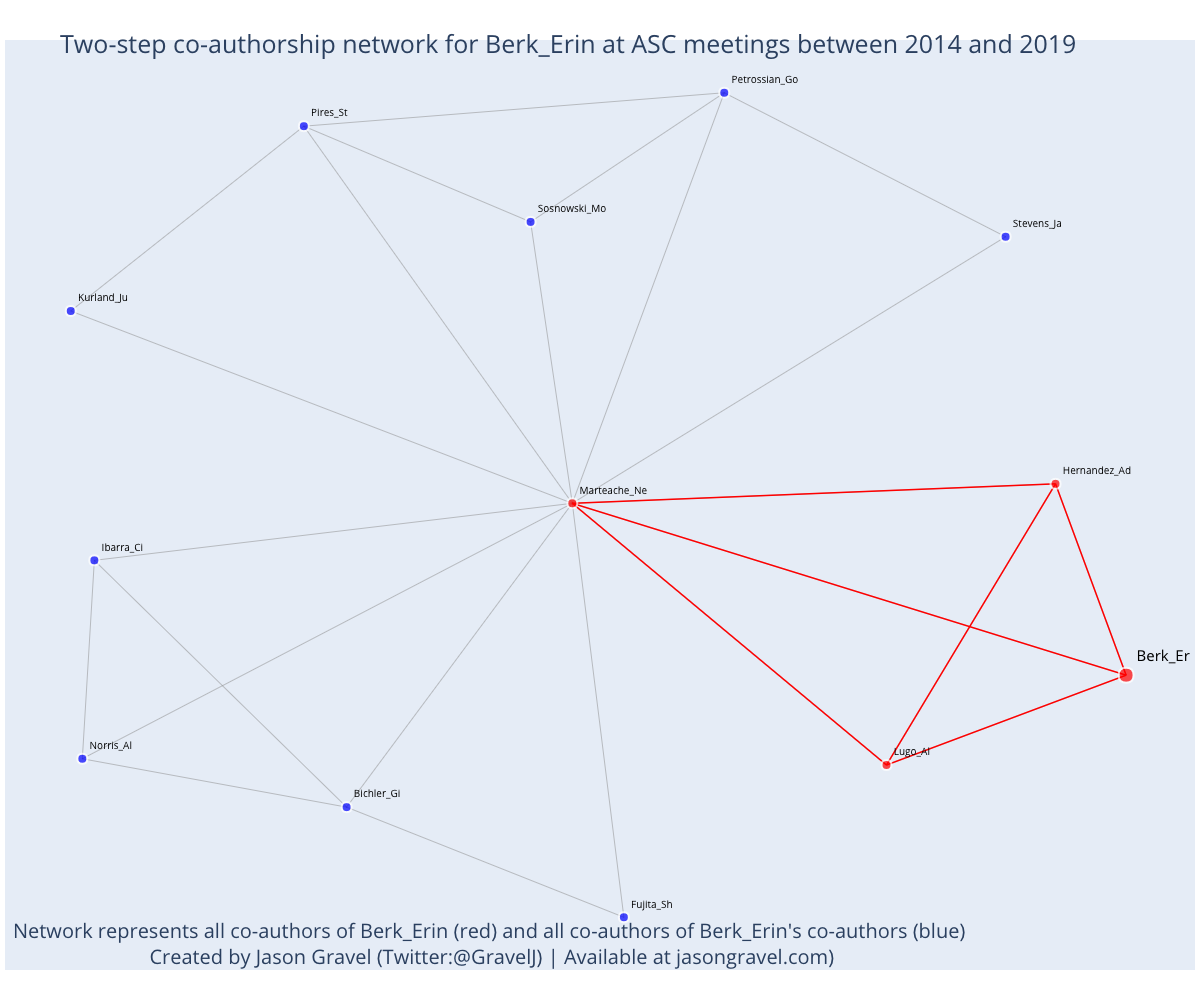 Two-step co-authorship network for Berk_Erin at ASC meetings between 2014 and 2019
Petrossian_Go
Pires_St
Sosnowski_Mo
Stevens_Ja
Kurland_Ju
Hernandez_Ad
Marteache_Ne
Ibarra_Ci
Berk_Er
Norris_Al
Lugo_Al
Bichler_Gi
Fujita_Sh
Network represents all co-authors of Berk_Erin (red) and all co-authors of Berk_Erin's co-authors (blue)
Created by Jason Gravel (Twitter:@GravelJ) | Available at jasongravel.com)